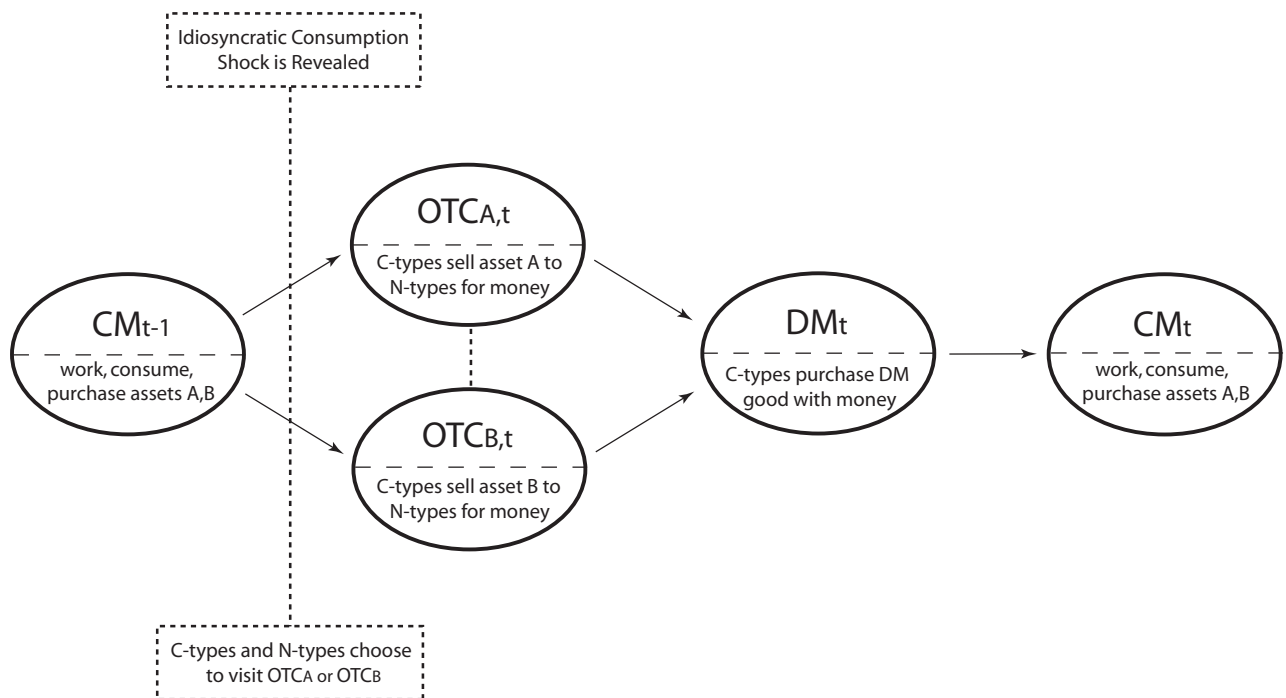 Idiosyncratic Consumption
Shock is Revealed
OTCA,t
C-types sell asset A to
N-types for money
CMt-1
work, consume,
purchase assets A,B
DMt
C-types purchase DM
good with money
CMt
work, consume,
purchase assets A,B
OTCB,t
C-types sell asset B to
N-types for money
C-types and N-types choose
to visit OTCA or OTCB